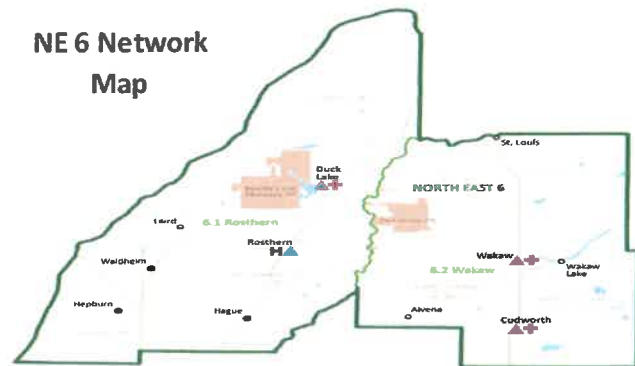 NE 6 Network
Map
St. Louis
Duck
Lake
NORTH EAST 6
Laird
6.1 Rosthern
Rosthern
H
Waldheim
Wakaw
Wakaw
Lake
6.2 Wakaw
Hepburn
Hague
Alvena
Cudworth